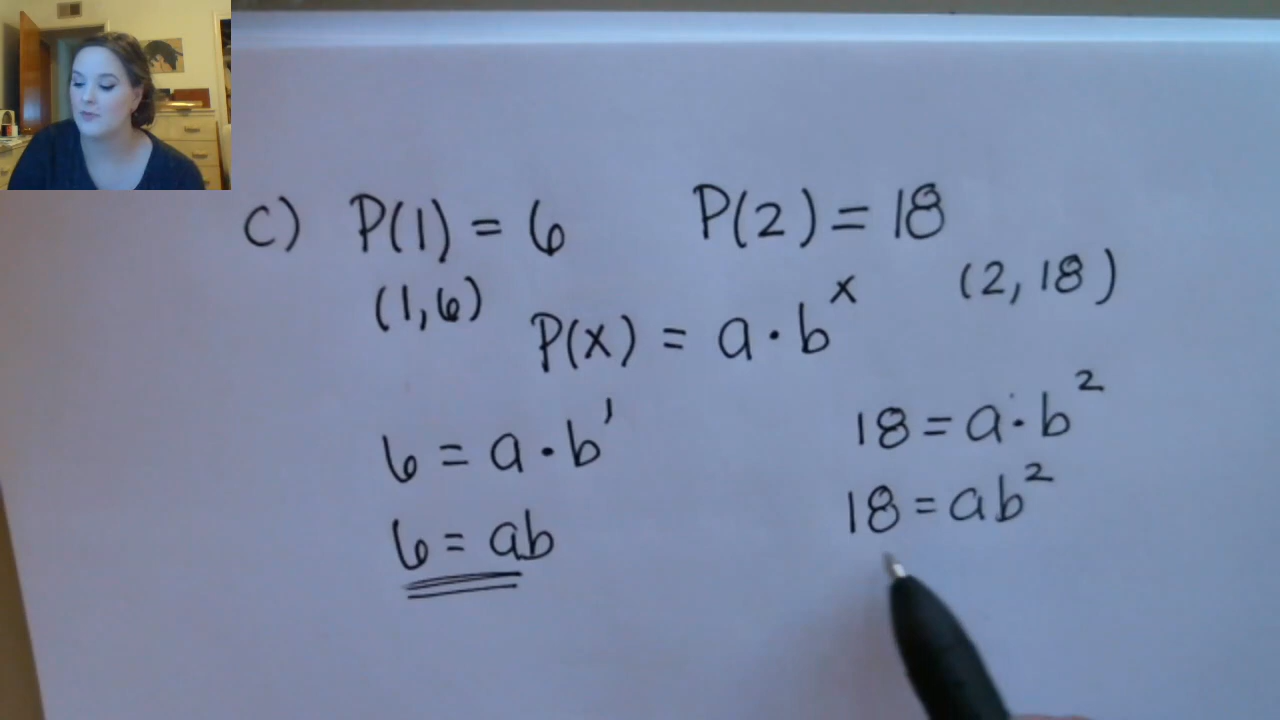 C) P(1) = 6 P(2) = 18
(1,6) (2,18)
P(x) = a · b^x
6 = a · b^1 18 = a · b^2
6 = ab 18 = ab^2